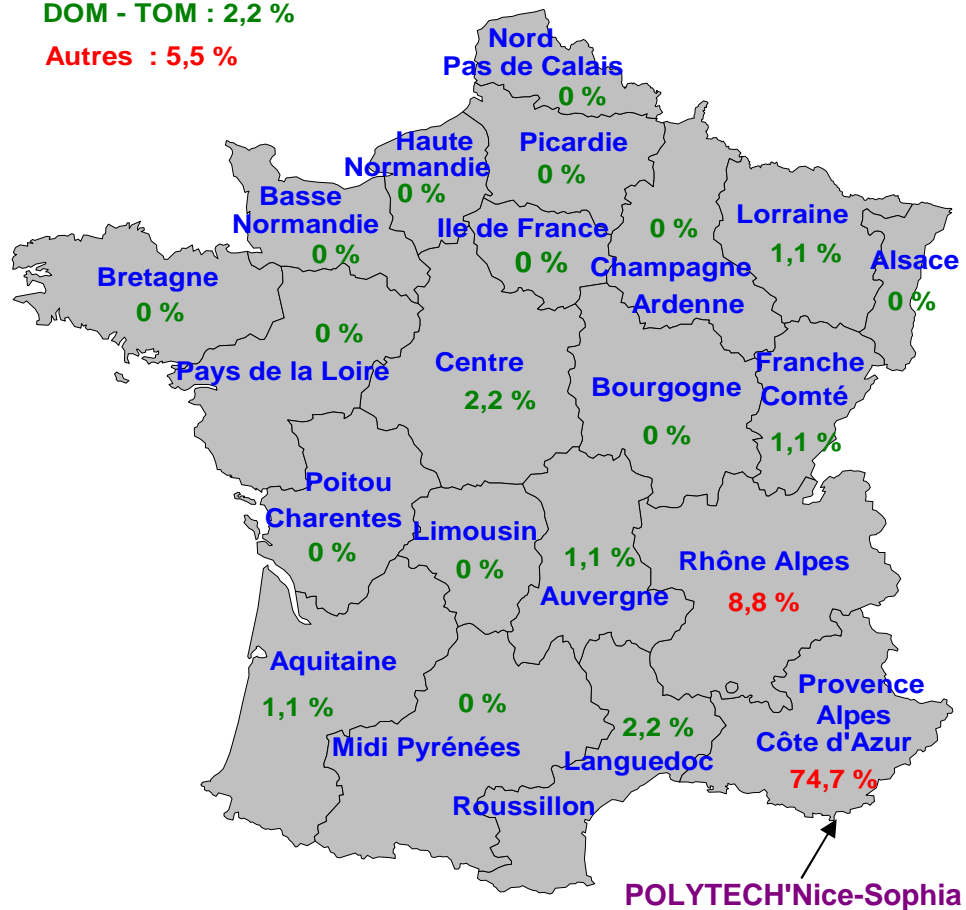 DOM - TOM : 2,2 %
Autres : 5,5 %
Nord
Pas de Calais
0 %
Haute
Normandie
0 %
Picardie
0 %
Basse
Normandie
0 %
Ile de France
0 %
0 %
Champagne
Ardenne
Lorraine
1,1 %
Alsace
0 %
Bretagne
0 %
0 %
Pays de la Loire
Centre
2,2 %
Bourgogne
0 %
Franche
Comté
1,1 %
Poitou
Charentes
0 %
Limousin
0 %
1,1 %
Auvergne
Rhône Alpes
8,8 %
Aquitaine
1,1 %
0 %
Midi Pyrénées
2,2 %
Languedoc
Roussillon
Provence
Alpes
Côte d'Azur
74,7 %
POLYTECH'Nice-Sophia